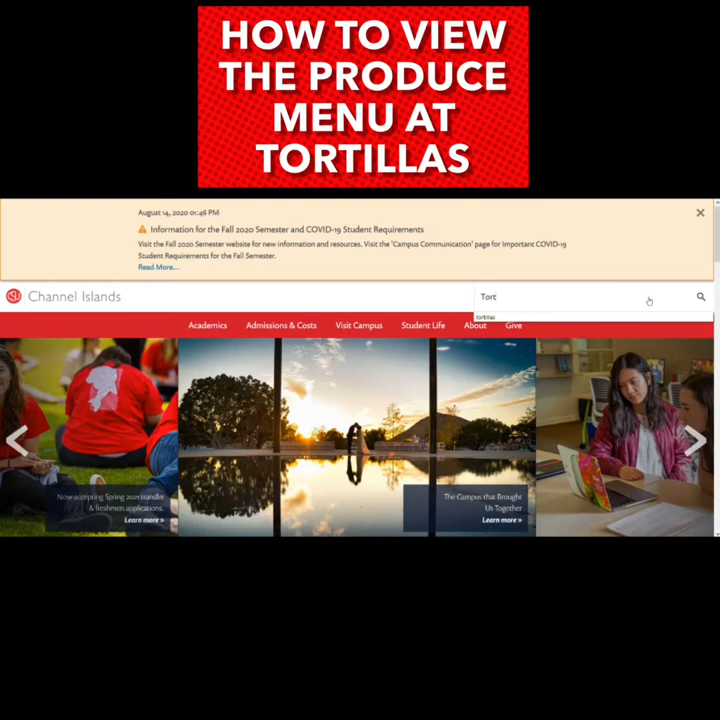 HOW TO VIEW
THE PRODUCE
MENU AT
TORTILLAS
August 14, 2020 01:46 PM
Information for the Fall 2020 Semester and COVID-19 Student Requirements
Visit the Fall 2020 Semester website for new information and resources. Visit the 'Campus Communication' page for Important COVID-19
Student Requirements for the Fall Semester.
Read More...
CSU Channel Islands
Tort
tortillas
Academics Admissions & Costs Visit Campus Student Life About Give
Now accepting Spring 2021 transfer
& freshmen applications.
Learn more »
The Campus that Brought
Us Together
Learn more »